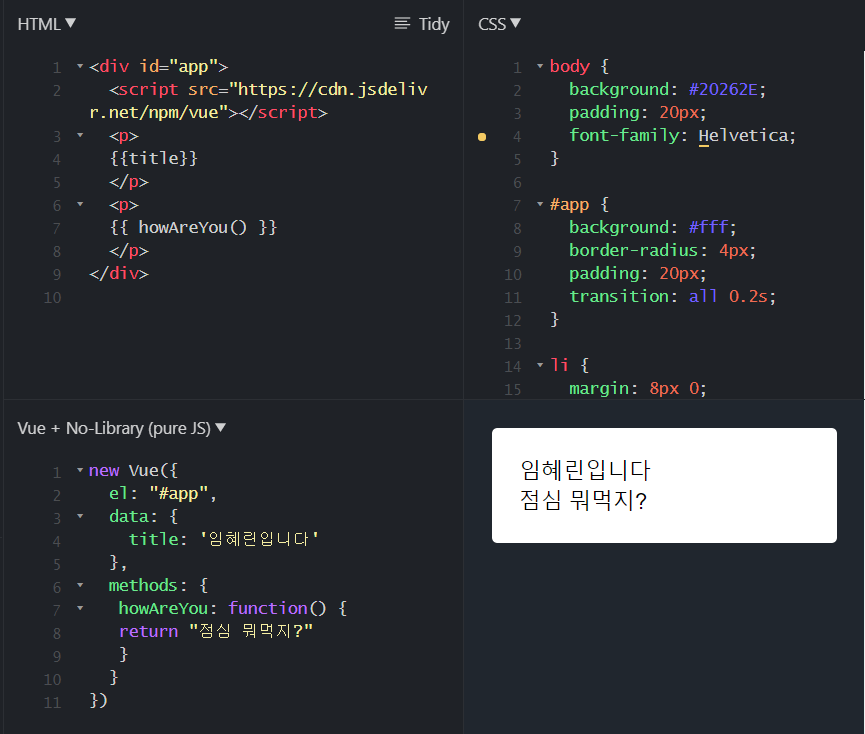 HTML▼
Tidy
1 <div id="app">
2 <script src="https://cdn.jsdeliv
r.net/npm/vue"></script>
3 <p>
4 {{title}}
5 </p>
6 <p>
7 {{ howAreYou() }}
8 </p>
9 </div>
10
CSS▼
1 body {
2 background: #20262E;
3 padding: 20px;
4 font-family: Helvetica;
5 }
6
7 #app {
8 background: #fff;
9 border-radius: 4px;
10 padding: 20px;
11 transition: all 0.2s;
12 }
13
14 li {
15 margin: 8px 0;
Vue + No-Library (pure JS)▼
1 new Vue({
2 el: "#app",
3 data: {
4 title: '임혜린입니다'
5 },
6 methods: {
7 howAreYou: function() {
8 return "점심 뭐먹지?"
9 }
10 }
11 })
임혜린입니다
점심 뭐먹지?